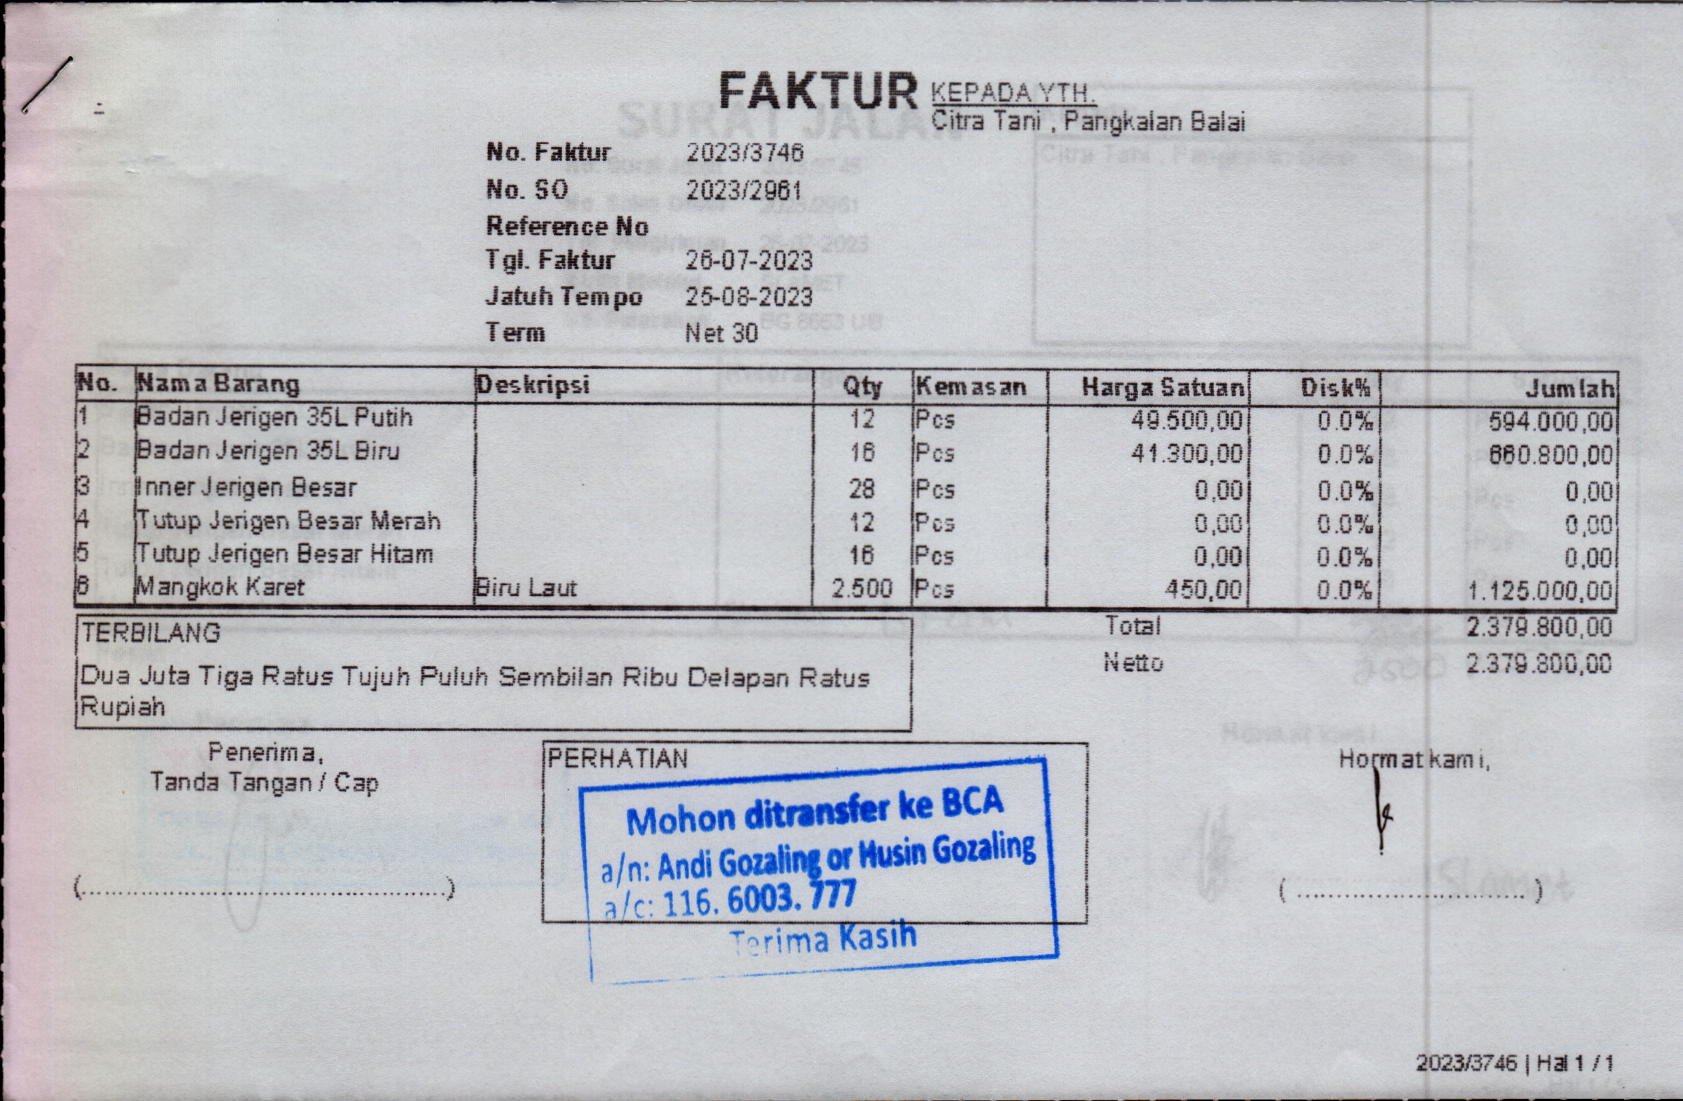 FAKTUR
KEPADA YTH.
Citra Tani , Pangkalan Balai
No. Faktur 2023/3746
No. SO 2023/2961
Reference No
Tgl. Faktur 26-07-2023
Jatuh Tempo 25-08-2023
Term Net 30
No. Nama Barang Deskripsi Qty Kemasan Harga Satuan Disk% Jumlah
1 Badan Jerigen 35L Putih 12 Pcs 49.500,00 0.0% 594.000,00
2 Badan Jerigen 35L Biru 16 Pcs 41.300,00 0.0% 660.800,00
3 Inner Jerigen Besar 28 Pcs 0,00 0.0% 0,00
4 Tutup Jerigen Besar Merah 12 Pcs 0,00 0.0% 0,00
5 Tutup Jerigen Besar Hitam 16 Pcs 0,00 0.0% 0,00
6 Mangkok Karet Biru Laut 2.500 Pcs 450,00 0.0% 1.125.000,00
Total 2.379.800,00
Netto 2.379.800,00
TERBILANG
Dua Juta Tiga Ratus Tujuh Puluh Sembilan Ribu Delapan Ratus
Rupiah
Penerima,
Tanda Tangan / Cap
(................................................)
PERHATIAN
Mohon ditransfer ke BCA
a/n: Andi Gozaling or Husin Gozaling
a/c: 116. 6003. 777
Terima Kasih
Hormat kami,
( .............................. )
2023/3746 | Hal 1 / 1